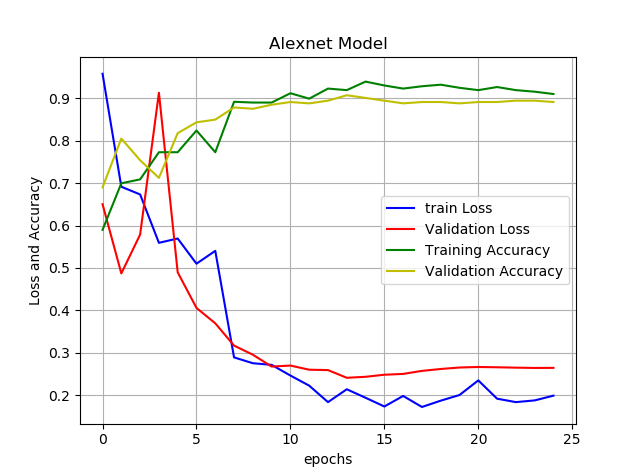 Alexnet Model
Loss and Accuracy
0.9
0.8
0.7
0.6
0.5
0.4
0.3
0.2
train Loss
Validation Loss
Training Accuracy
Validation Accuracy
0 5 10 15 20 25
epochs